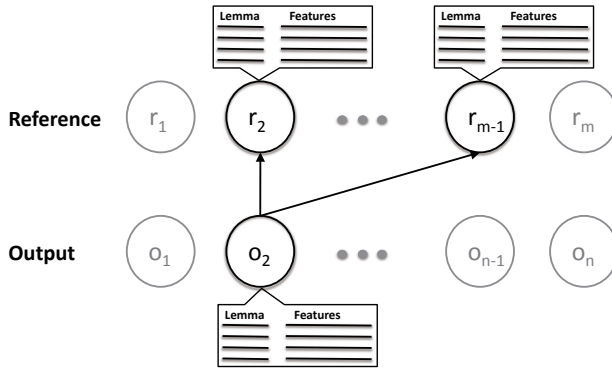 Lemma Features Lemma Features
Reference r1 r2 ... rm-1 rm
Output o1 o2 ... on-1 on
Lemma Features